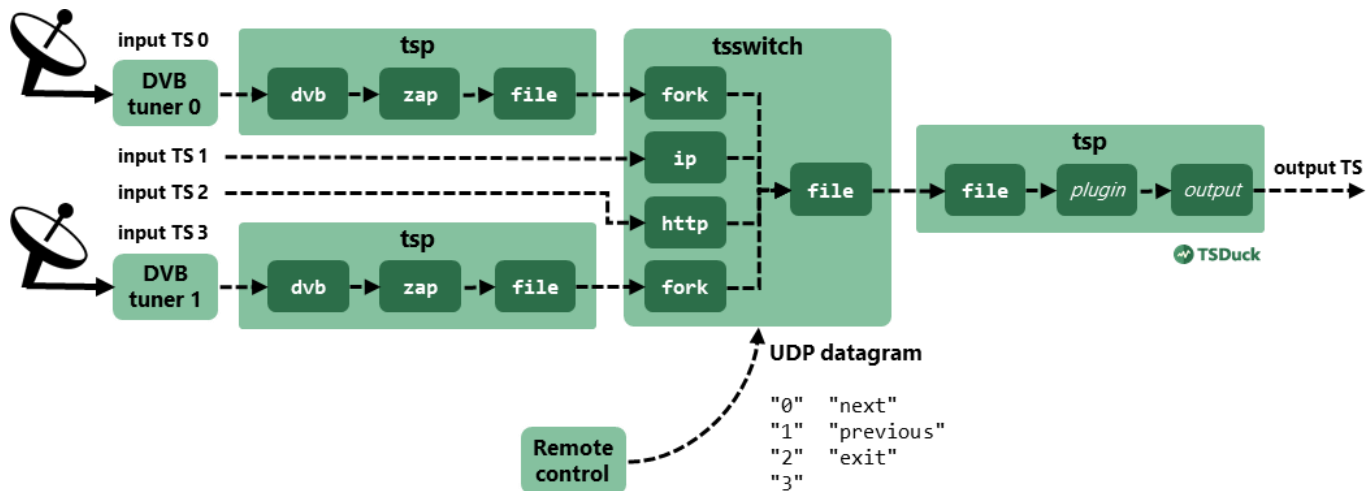 input TS 0
DVB
tuner 0
tsp
dvb
zap
file
tsswitch
fork
input TS 1
ip
input TS 2
http
file
input TS 3
DVB
tuner 1
tsp
dvb
zap
file
fork
tsp
file
plugin
output
output TS
TSDuck
UDP datagram
"0" "next"
"1" "previous"
"2" "exit"
"3"
Remote
control